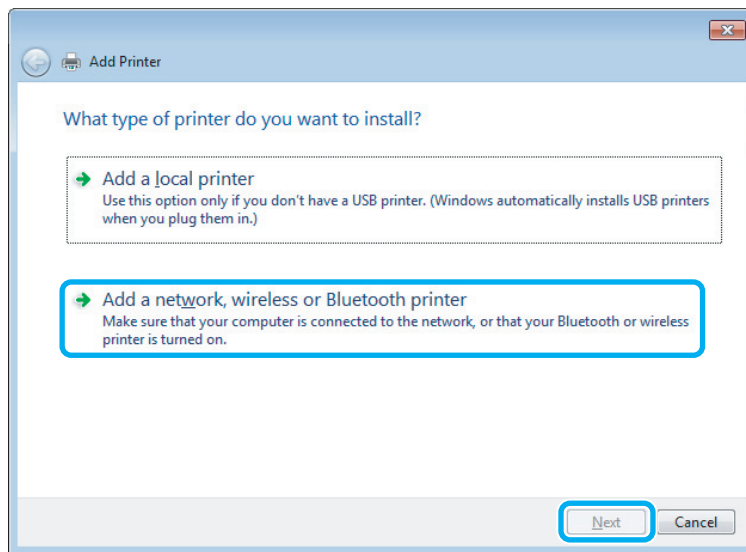 Add Printer
What type of printer do you want to install?
Add a local printer
Use this option only if you don't have a USB printer. (Windows automatically installs USB printers
when you plug them in.)
Add a network, wireless or Bluetooth printer
Make sure that your computer is connected to the network, or that your Bluetooth or wireless
printer is turned on.
Next
Cancel